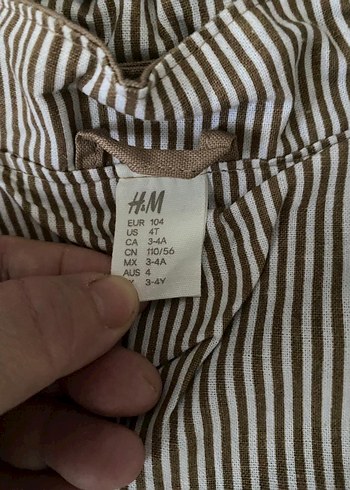 H&M
EUR 104
US 4T
CA 3-4A
CN 110/56
MX 3-4A
AUS 4
3-4Y